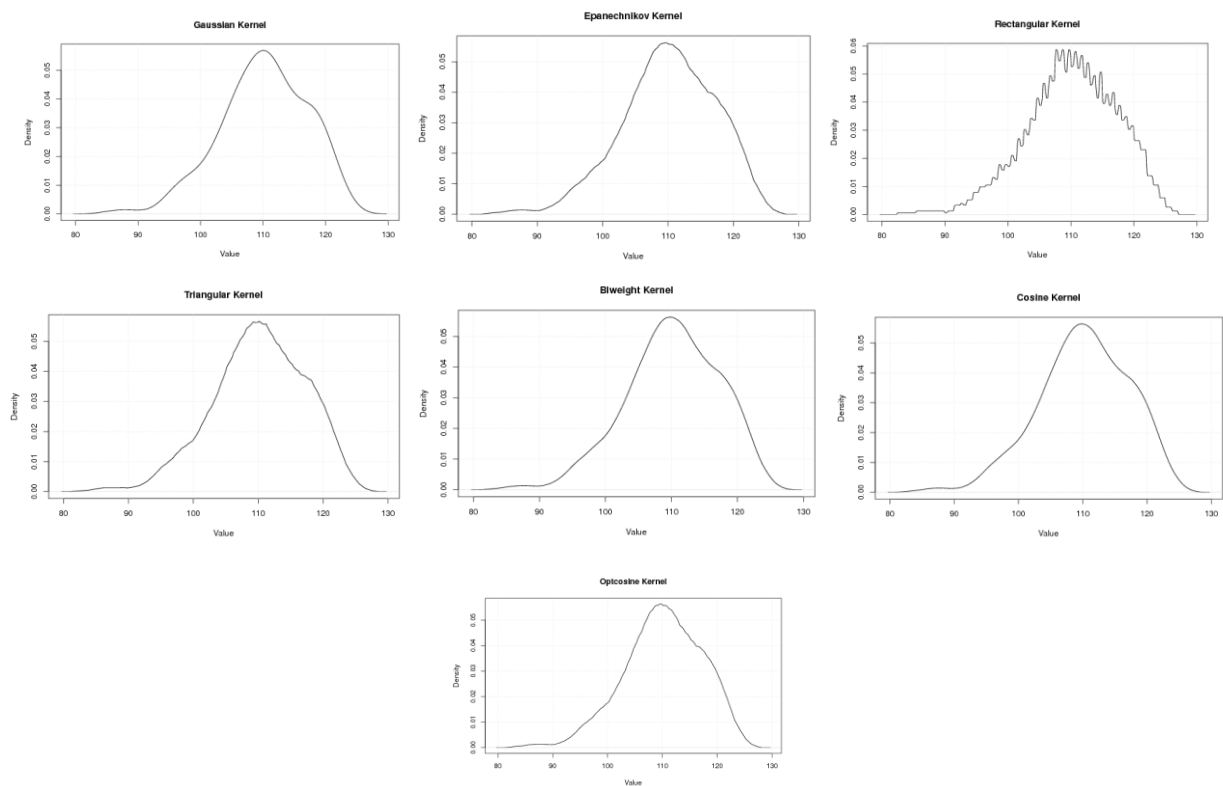 Gaussian Kernel
Density
0.00 0.01 0.02 0.03 0.04 0.05
80 90 100 110 120 130
Value
Epanechnikov Kernel
Density
0.00 0.01 0.02 0.03 0.04 0.05
80 90 100 110 120 130
Value
Rectangular Kernel
Density
0.00 0.01 0.02 0.03 0.04 0.05 0.06
80 90 100 110 120 130
Value
Triangular Kernel
Density
0.00 0.01 0.02 0.03 0.04 0.05
80 90 100 110 120 130
Value
Biweight Kernel
Density
0.00 0.01 0.02 0.03 0.04 0.05
80 90 100 110 120 130
Value
Cosine Kernel
Density
0.00 0.01 0.02 0.03 0.04 0.05
80 90 100 110 120 130
Value
Optcosine Kernel
Density
0.00 0.01 0.02 0.03 0.04 0.05
80 90 100 110 120 130
Value